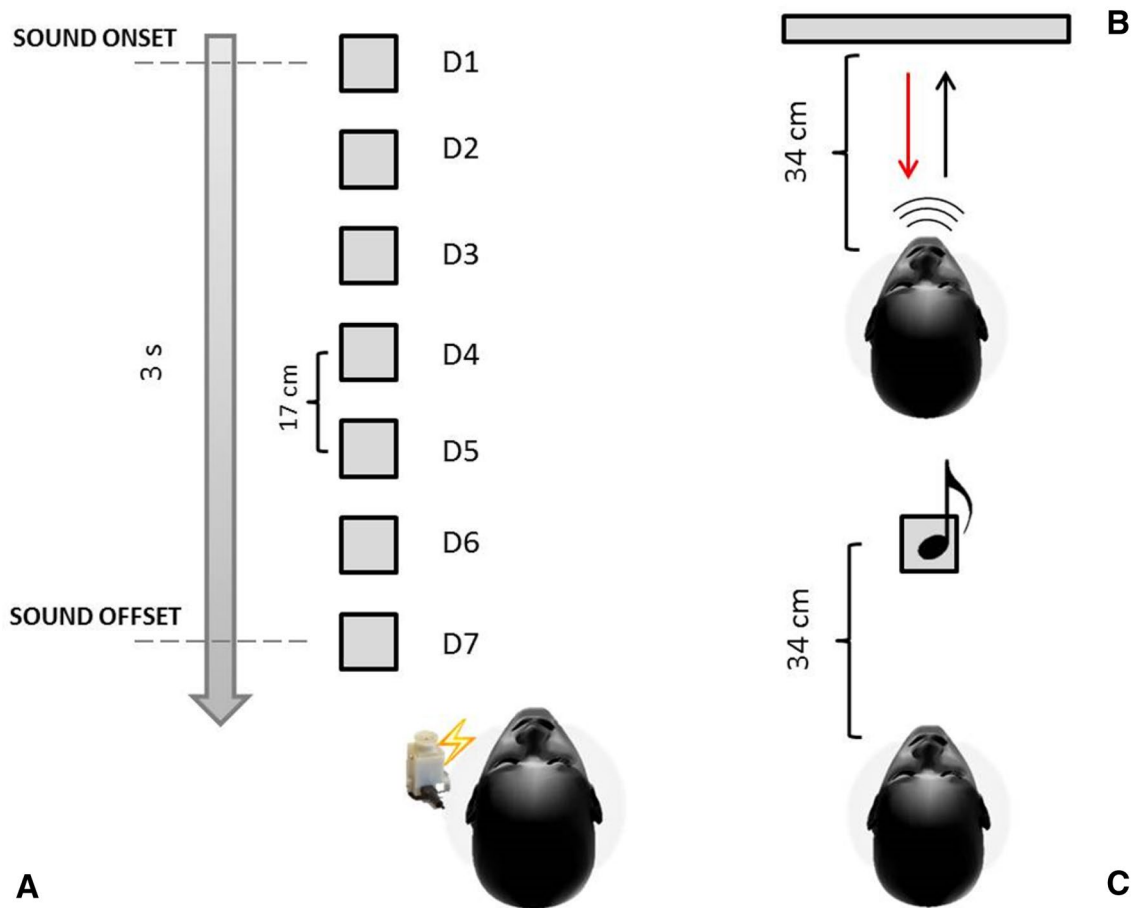 SOUND ONSET
D1
D2
D3
D4
D5
D6
D7
3 s
17 cm
SOUND OFFSET
A
B
34 cm
34 cm
C